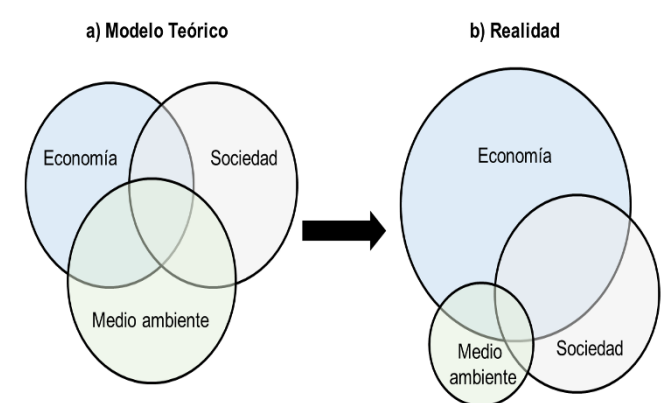 a) Modelo Teórico
Economía
Sociedad
Medio ambiente
b) Realidad
Economía
Sociedad
Medio
ambiente